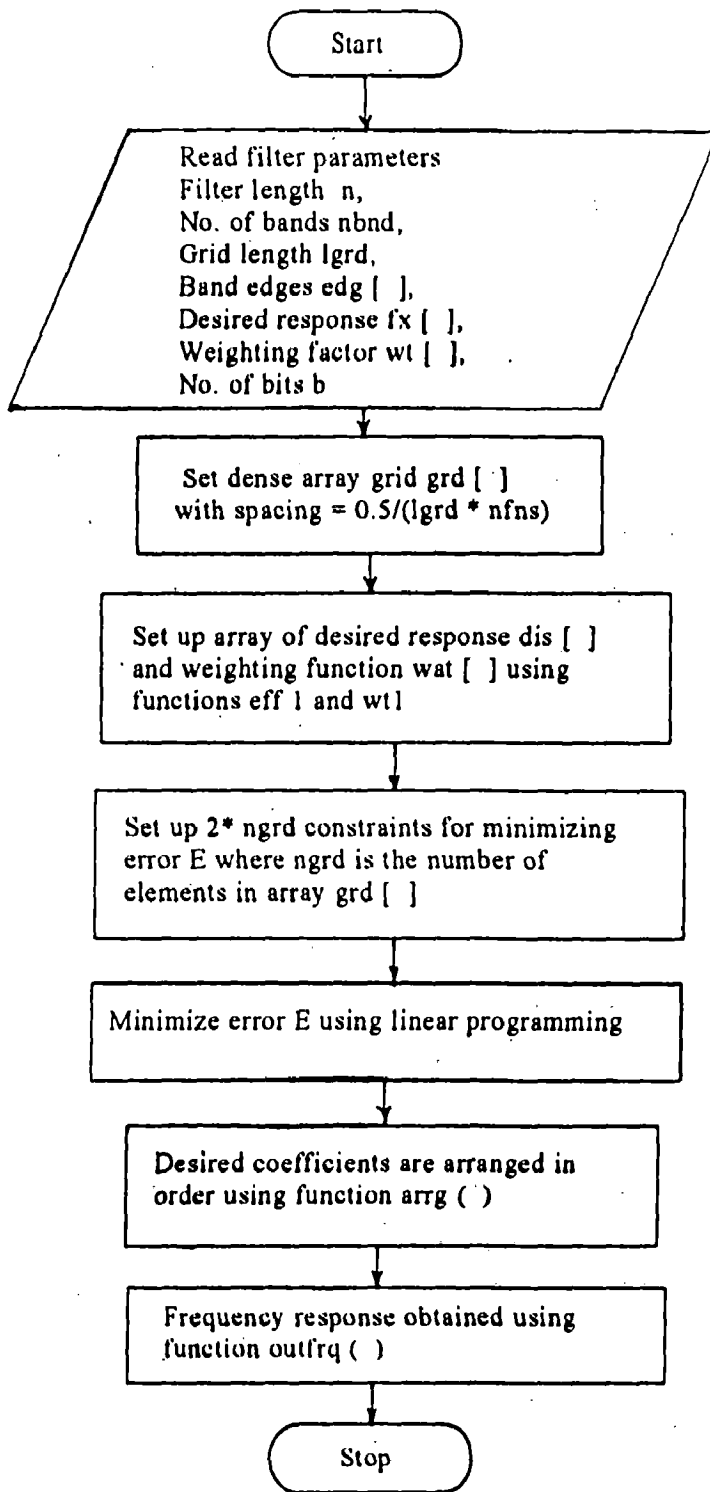 Start
Read filter parameters
Filter length n,
No. of bands nbnd,
Grid length lgrd,
Band edges edg [ ],
Desired response fx [ ],
Weighting factor wt [ ],
No. of bits b
Set dense array grid grd [ ]
with spacing = 0.5/(lgrd * nfns)
Set up array of desired response dis [ ]
and weighting function wat [ ] using
functions eff 1 and wt1
Set up 2* ngrd constraints for minimizing
error E where ngrd is the number of
elements in array grd [ ]
Minimize error E using linear programming
Desired coefficients are arranged in
order using function arrg ( )
Frequency response obtained using
function outfrq ( )
Stop